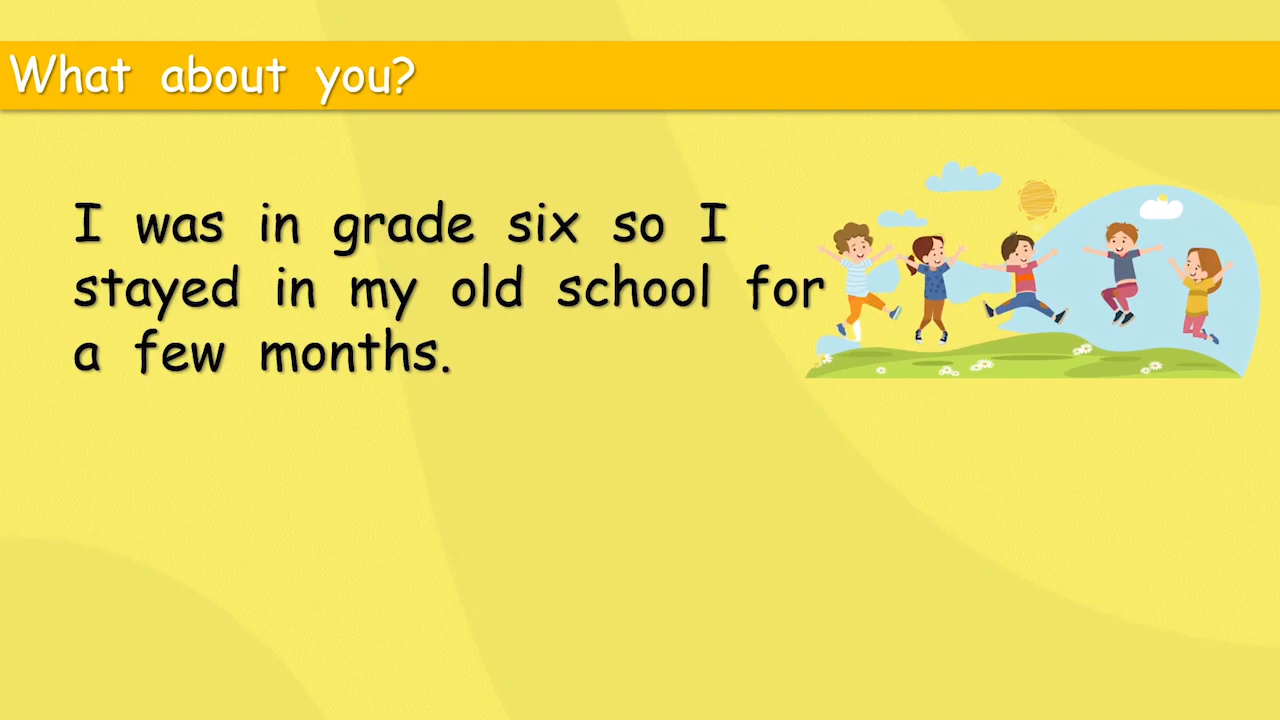 What about you?
I was in grade six so I
stayed in my old school for
a few months.